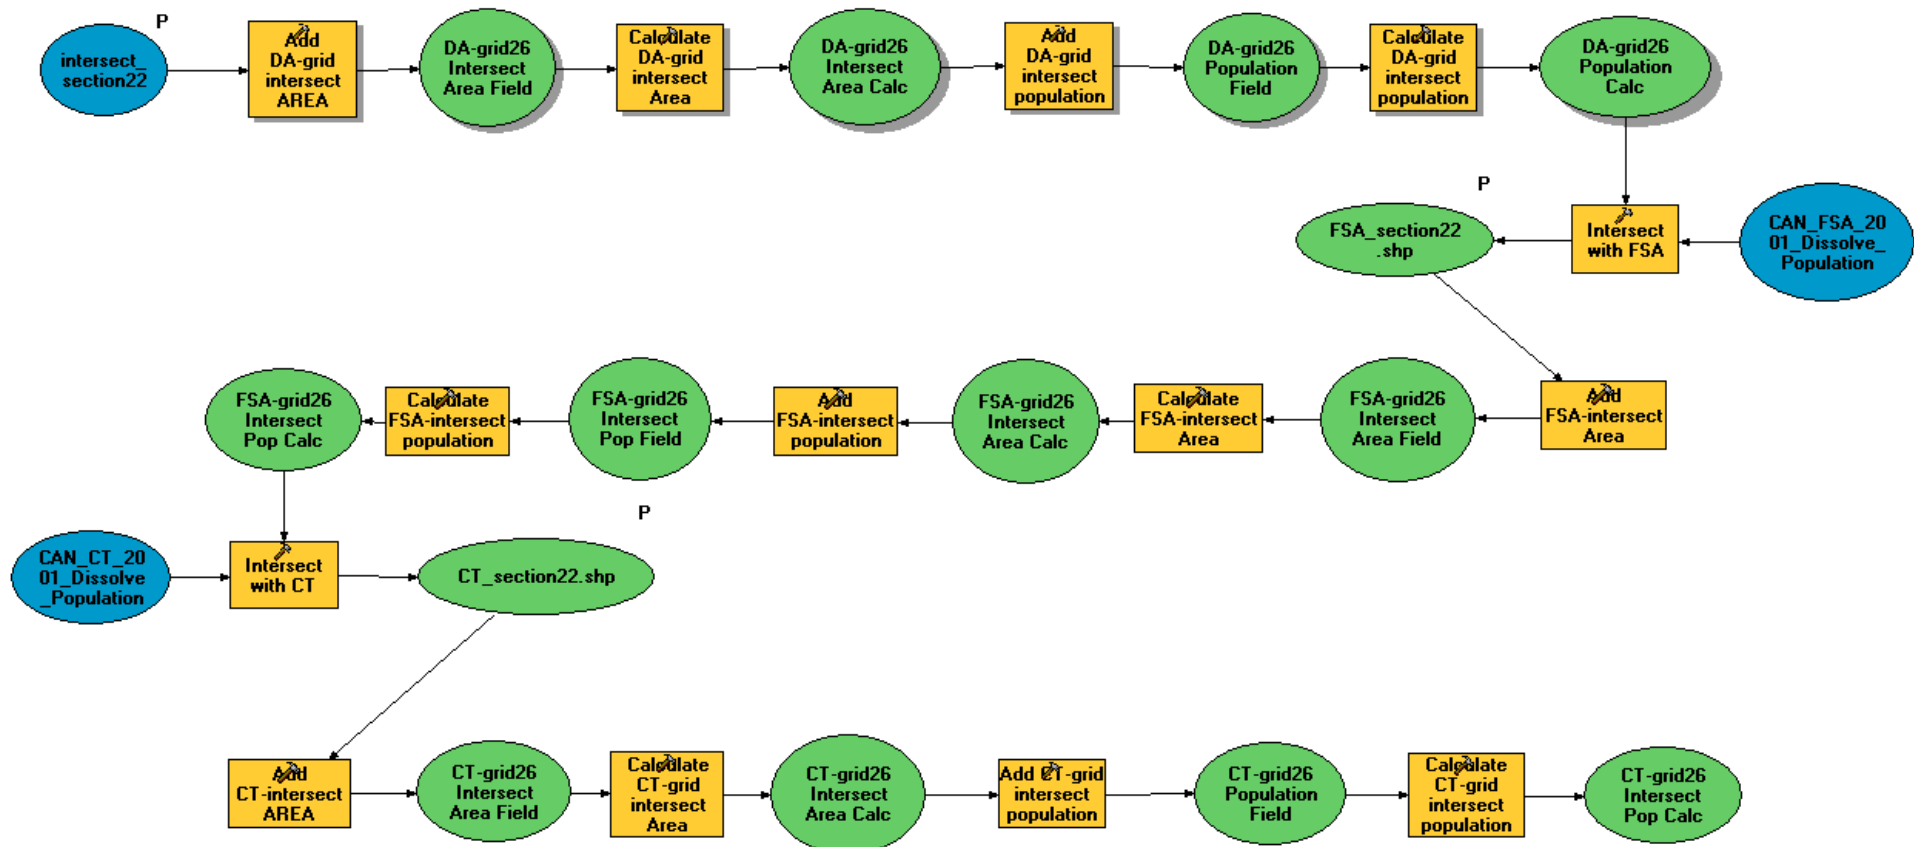 P
intersect_
section22
Add
DA-grid
intersect
AREA
DA-grid26
Intersect
Area Field
Calculate
DA-grid
intersect
Area
DA-grid26
Intersect
Area Calc
Add
DA-grid
intersect
population
DA-grid26
Population
Field
Calculate
DA-grid
intersect
population
DA-grid26
Population
Calc
P
FSA_section22
.shp
Intersect
with FSA
CAN_FSA_20
01_Dissolve_
Population
FSA-grid26
Intersect
Pop Calc
Calculate
FSA-intersect
population
FSA-grid26
Intersect
Pop Field
Add
FSA-intersect
population
FSA-grid26
Intersect
Area Calc
Calculate
FSA-intersect
Area
FSA-grid26
Intersect
Area Field
Add
FSA-intersect
Area
P
CAN_CT_20
01_Dissolve
_Population
Intersect
with CT
CT_section22.shp
Add
CT-intersect
AREA
CT-grid26
Intersect
Area Field
Calculate
CT-grid
intersect
Area
CT-grid26
Intersect
Area Calc
Add CT-grid
intersect
population
CT-grid26
Population
Field
Calculate
CT-grid
intersect
population
CT-grid26
Intersect
Pop Calc